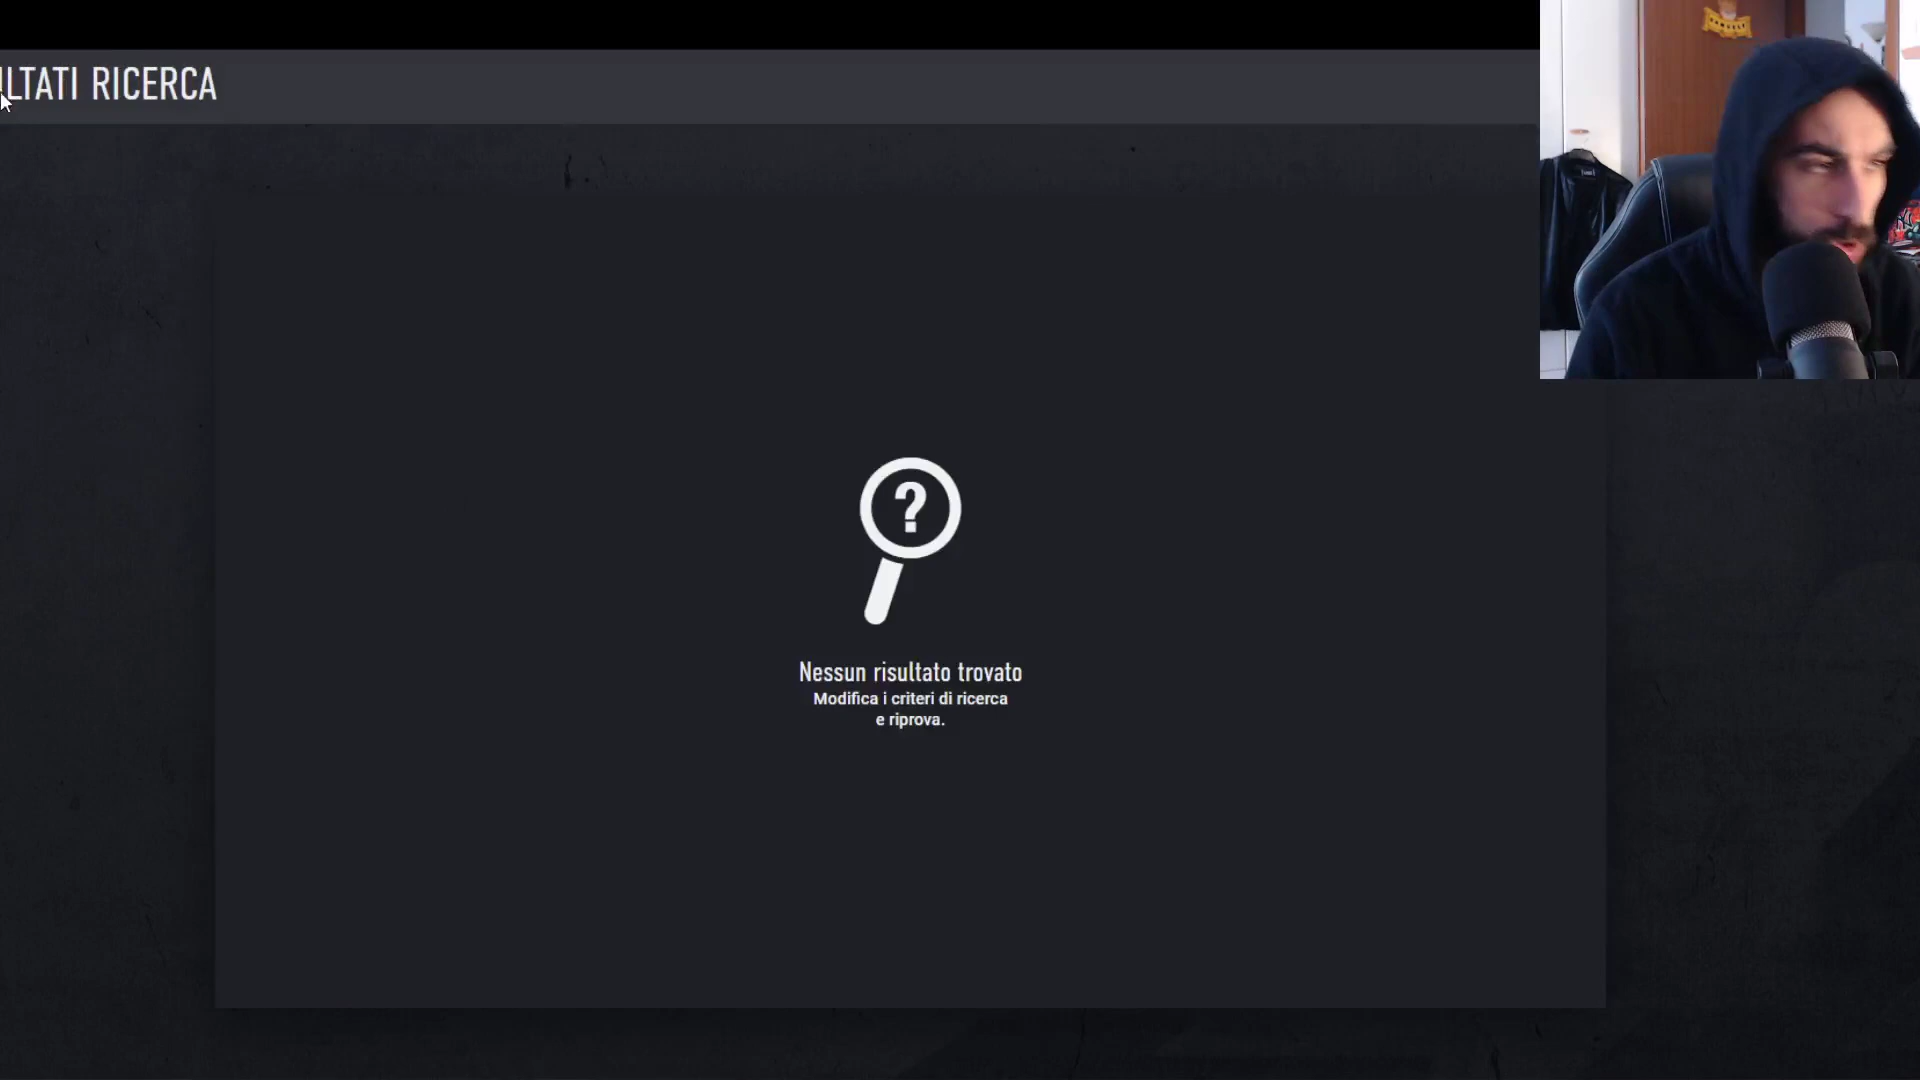 LTATI RICERCA
?
Nessun risultato trovato
Modifica i criteri di ricerca
e riprova.